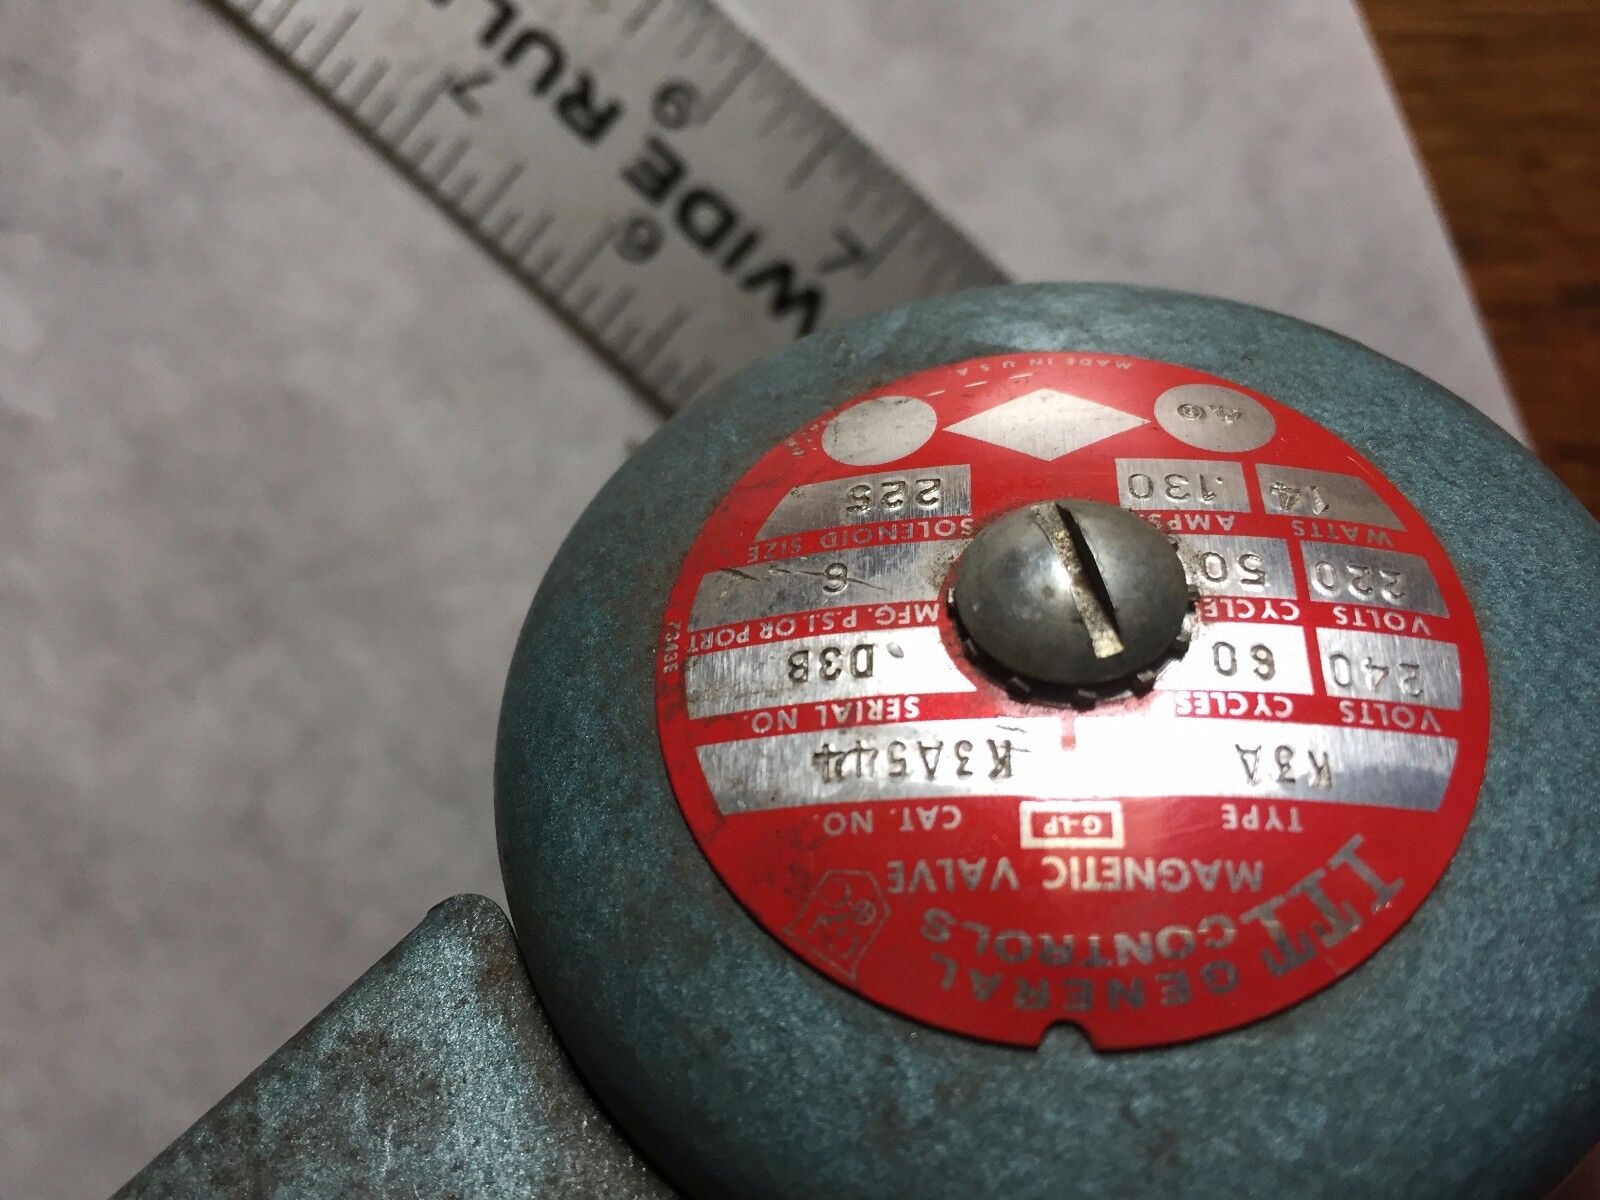 WIDE RUL
7
6
ITT GENERAL
CONTROLS
MAGNETIC VALVE
TYPE G-LP CAT. NO.
K3A K3A544
VOLTS CYCLES SERIAL NO.
240 60 .D3B
VOLTS CYCLES MFG. P.S.I. OR PORT
220 50
WATTS AMPS. SOLENOID SIZE
14 .130 225
MADE IN U.S.A.